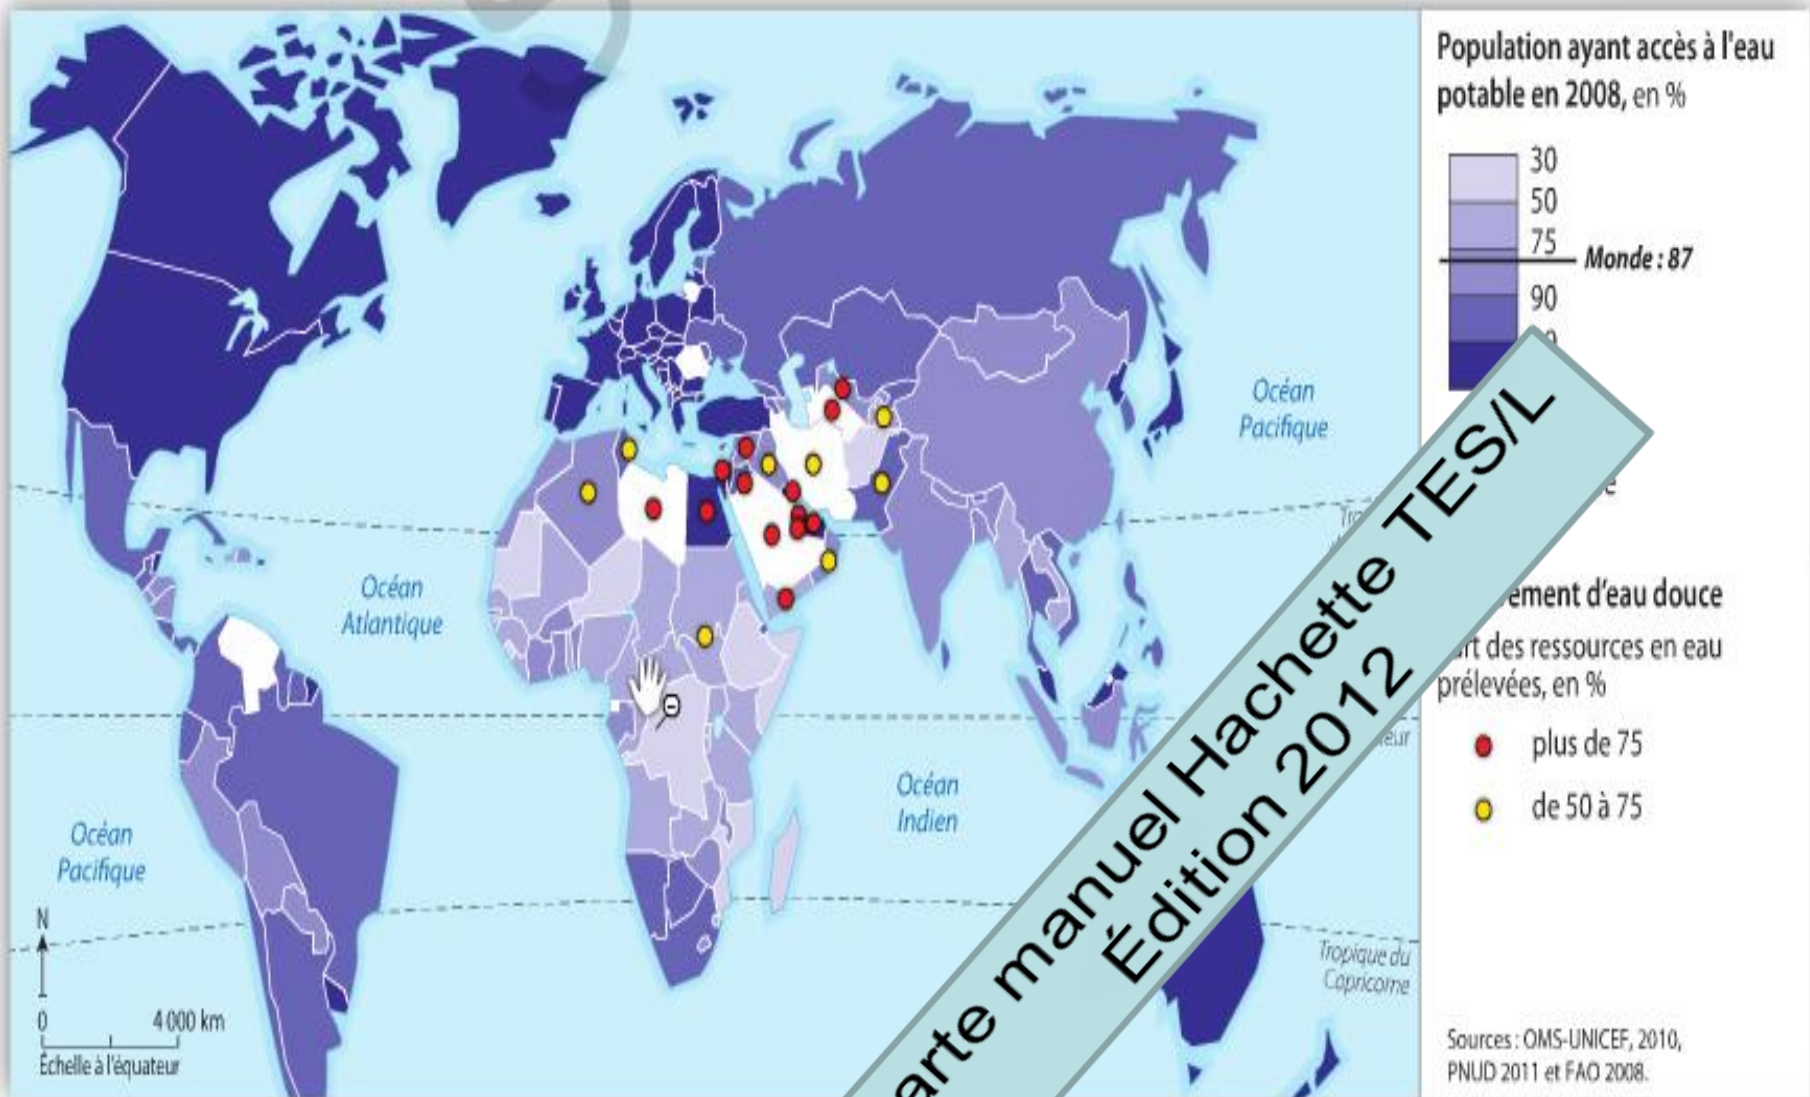 Population ayant accès à l'eau
potable en 2008, en %
30
50
75
Monde : 87
90
ement d'eau douce
des ressources en eau
prélevées, en %
plus de 75
de 50 à 75
Sources : OMS-UNICEF, 2010,
PNUD 2011 et FAO 2008.
Océan
Pacifique
Océan
Atlantique
Océan
Indien
Océan
Pacifique
Tropique du
Capricorne
N
0
4 000 km
Échelle à l'équateur
arte manuel Hachette TES/L
Édition 2012